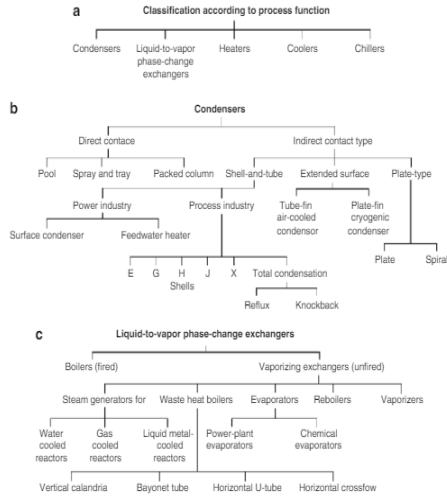 a Classification according to process function
Condensers Liquid-to-vapor phase-change exchangers Heaters Coolers Chillers
b Condensers
Direct contace Indirect contact type
Pool Spray and tray Packed column Shell-and-tube Extended surface Plate-type
Power industry Process industry Tube-fin air-cooled condensor Plate-fin cryogenic condenser
Surface condenser Feedwater heater
Plate Spiral
E G H J X Total condensation
Shells
Reflux Knockback
c Liquid-to-vapor phase-change exchangers
Boilers (fired) Vaporizing exchangers (unfired)
Steam generators for Waste heat boilers Evaporators Reboilers Vaporizers
Water cooled reactors Gas cooled reactors Liquid metal-cooled reactors Power-plant evaporators Chemical evaporators
Vertical calandria Bayonet tube Horizontal U-tube Horizontal crossfow